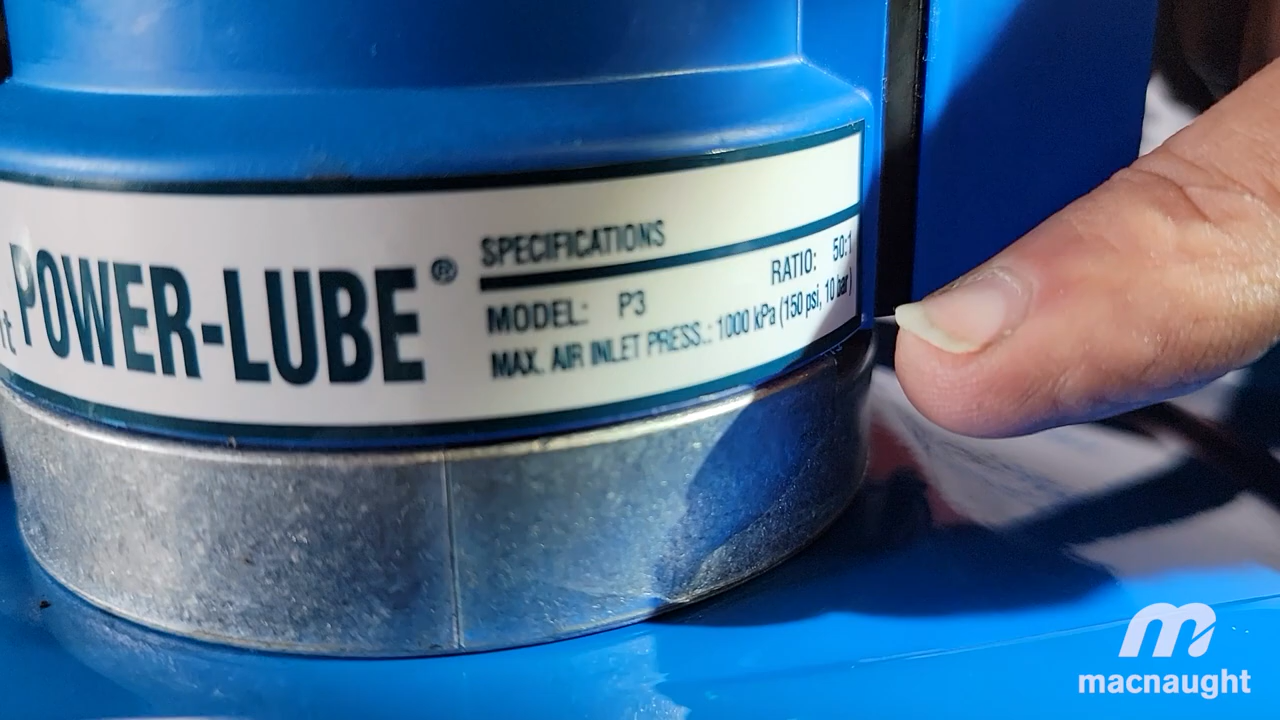 POWER-LUBE®
SPECIFICATIONS
RATIO: 50:1
MODEL: P3
MAX. AIR INLET PRESS.: 1000 kPa (150 psi, 10 bar)
macnaught